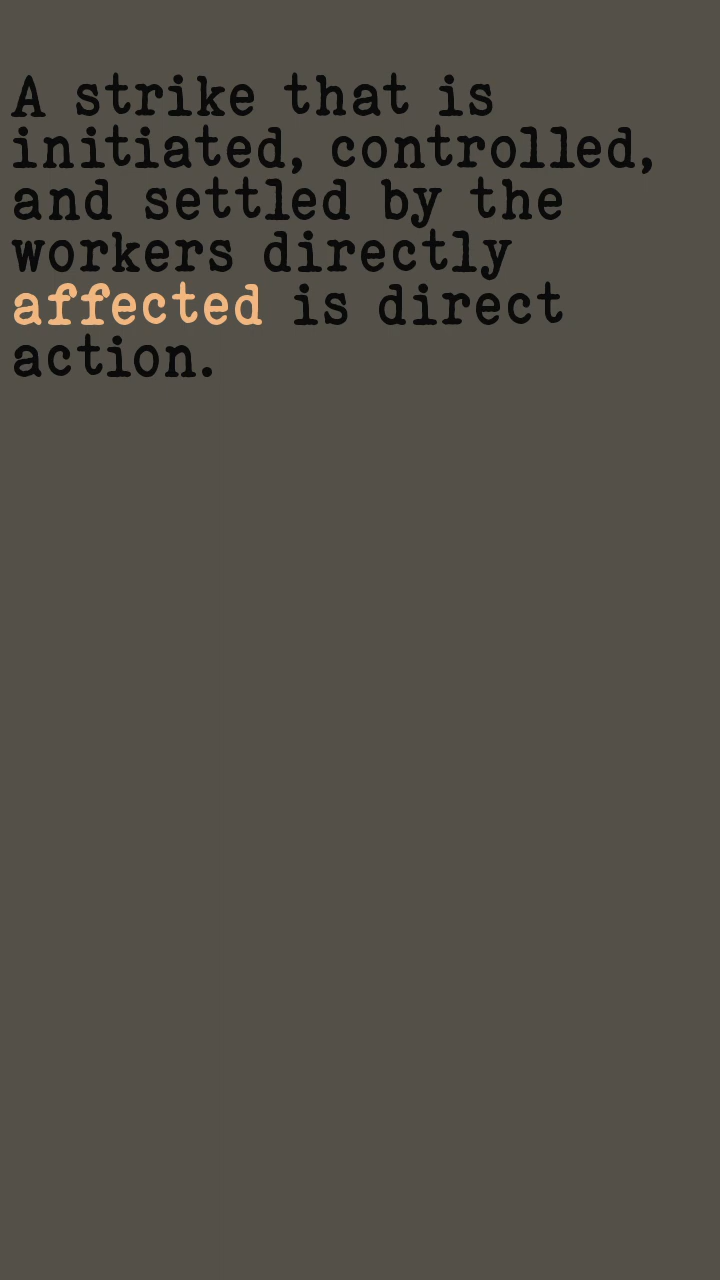 A strike that is
initiated, controlled,
and settled by the
workers directly
affected is direct
action.